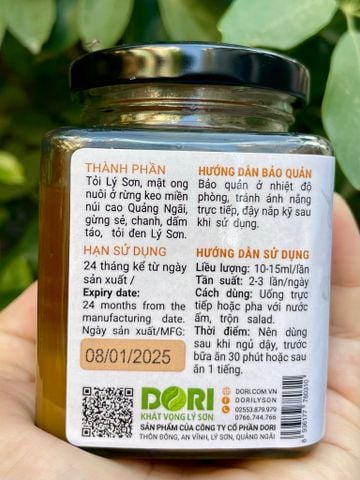 THÀNH PHẦN
Tỏi Lý Sơn, mật ong
nuôi ở rừng keo miền
núi cao Quảng Ngãi,
gừng sẻ, chanh, dấm
táo, tỏi đen Lý Sơn.
HẠN SỬ DỤNG
24 tháng kể từ ngày
sản xuất /
Expiry date:
24 months from the
manufacturing date.
Ngày sản xuất/MFG:
08/01/2025
HƯỚNG DẪN BẢO QUẢN
Bảo quản ở nhiệt độ
phòng, tránh ánh nắng
trực tiếp, đậy nắp kỹ sau
khi sử dụng.
HƯỚNG DẪN SỬ DỤNG
Liều lượng: 10-15ml/lần
Tần suất: 2-3 lần/ngày
Cách dùng: Uống trực
tiếp hoặc pha với nước
ấm, trộn salad.
Thời điểm: Nên dùng
sau khi ngủ dậy, trước
bữa ăn 30 phút hoặc sau
ăn 1 tiếng.
DORI
KHÁT VỌNG LÝ SƠN
DORI.COM.VN
DORILYSON
02553.879.979
0766.744.766
SẢN PHẨM CỦA CÔNG TY CỔ PHẦN DORI
THÔN ĐÔNG, AN VĨNH, LÝ SƠN, QUẢNG NGÃI